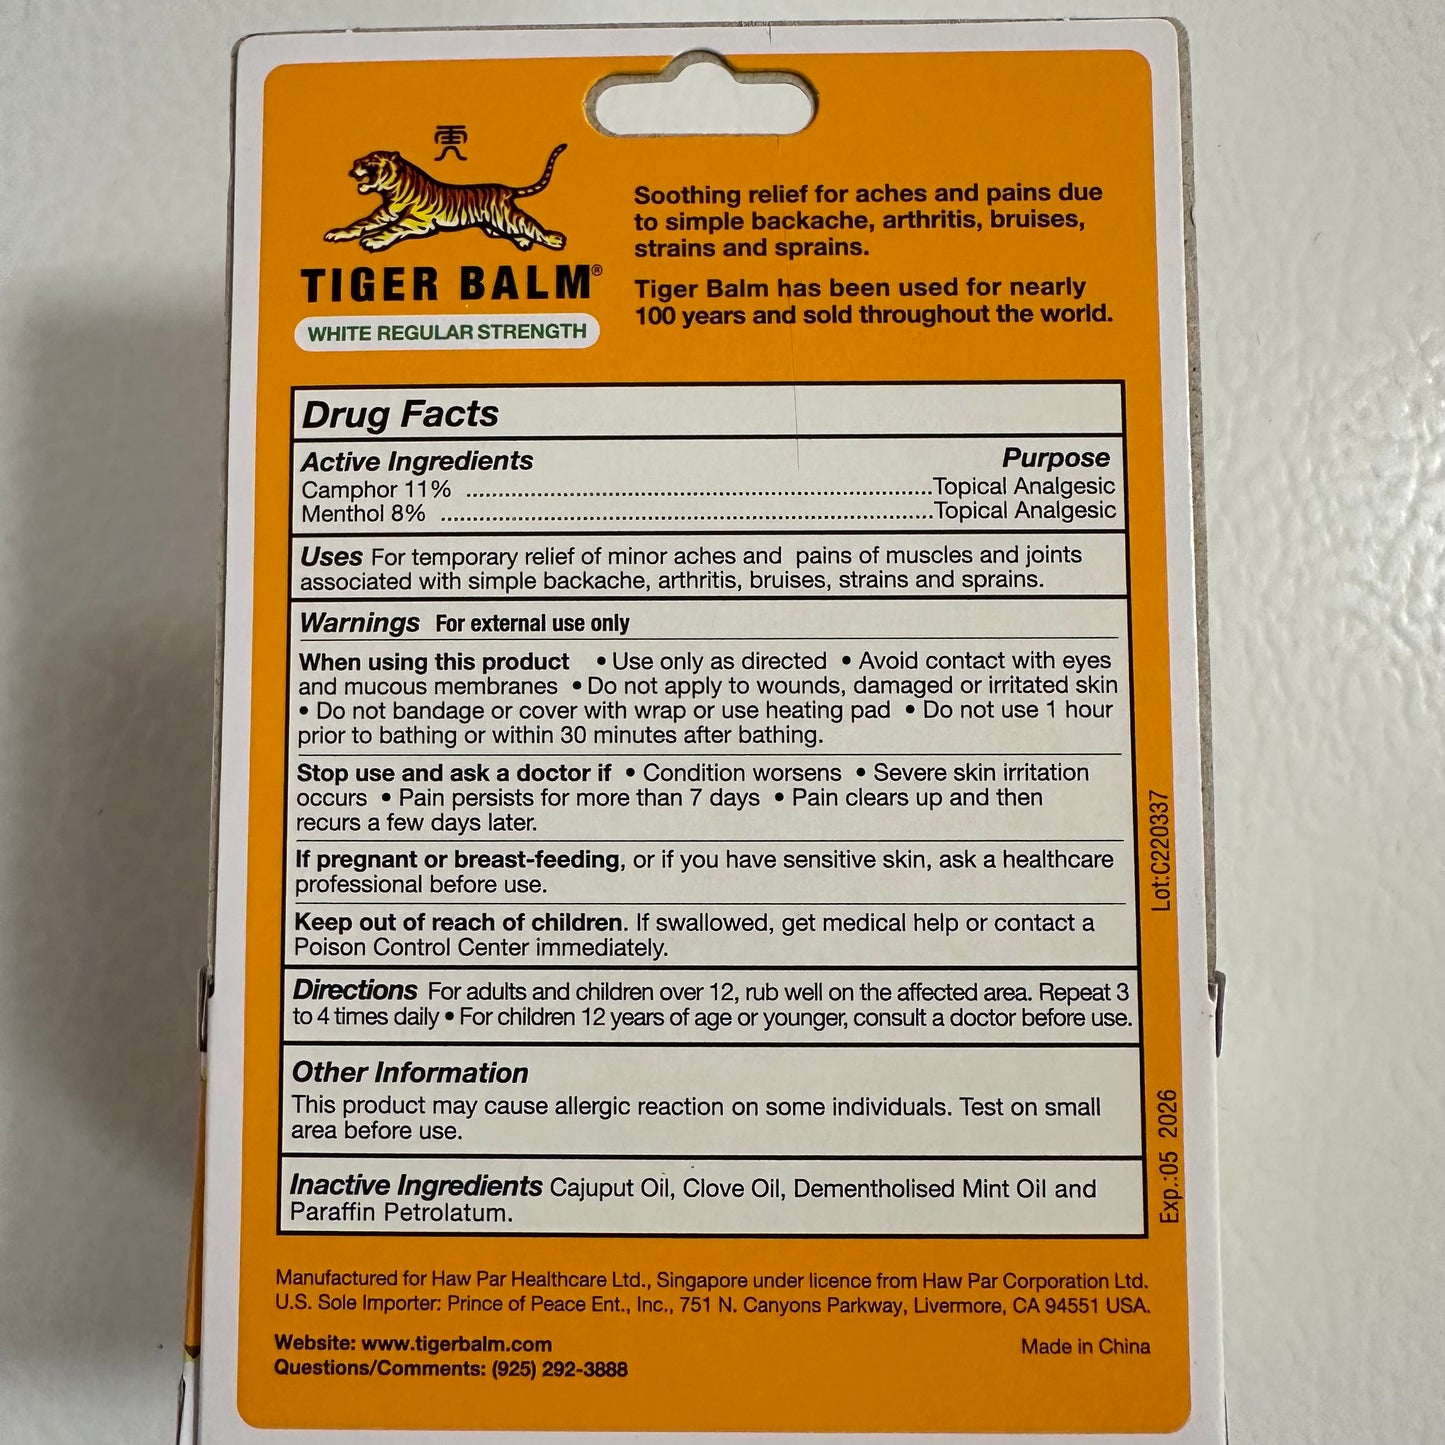 TIGER BALM®
WHITE REGULAR STRENGTH
Soothing relief for aches and pains due
to simple backache, arthritis, bruises,
strains and sprains.
Tiger Balm has been used for nearly
100 years and sold throughout the world.
Drug Facts
Active Ingredients Purpose
Camphor 11% ........................................................................Topical Analgesic
Menthol 8% ............................................................................Topical Analgesic
Uses For temporary relief of minor aches and pains of muscles and joints
associated with simple backache, arthritis, bruises, strains and sprains.
Warnings For external use only
When using this product • Use only as directed • Avoid contact with eyes
and mucous membranes • Do not apply to wounds, damaged or irritated skin
• Do not bandage or cover with wrap or use heating pad • Do not use 1 hour
prior to bathing or within 30 minutes after bathing.
Stop use and ask a doctor if • Condition worsens • Severe skin irritation
occurs • Pain persists for more than 7 days • Pain clears up and then
recurs a few days later.
If pregnant or breast-feeding, or if you have sensitive skin, ask a healthcare
professional before use.
Keep out of reach of children. If swallowed, get medical help or contact a
Poison Control Center immediately.
Directions For adults and children over 12, rub well on the affected area. Repeat 3
to 4 times daily • For children 12 years of age or younger, consult a doctor before use.
Other Information
This product may cause allergic reaction on some individuals. Test on small
area before use.
Inactive Ingredients Cajuput Oil, Clove Oil, Dementholised Mint Oil and
Paraffin Petrolatum.
Lot:C220337
Exp.:05 2026
Manufactured for Haw Par Healthcare Ltd., Singapore under licence from Haw Par Corporation Ltd.
U.S. Sole Importer: Prince of Peace Ent., Inc., 751 N. Canyons Parkway, Livermore, CA 94551 USA.
Website: www.tigerbalm.com
Made in China
Questions/Comments: (925) 292-3888